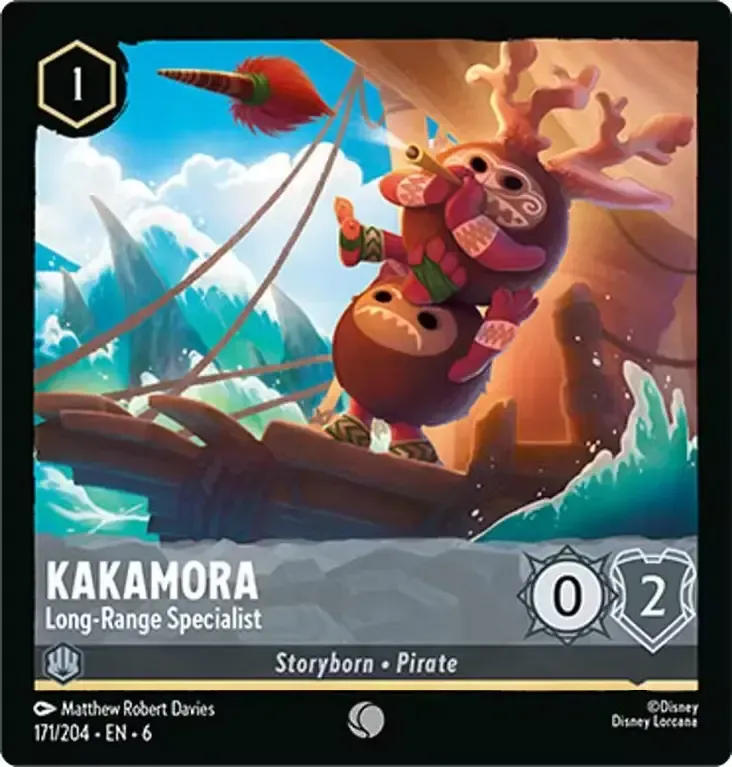 1
KAKAMORA
Long-Range Specialist
0
2
Storyborn • Pirate
Matthew Robert Davies
171/204 • EN • 6
©Disney
Disney Lorcana